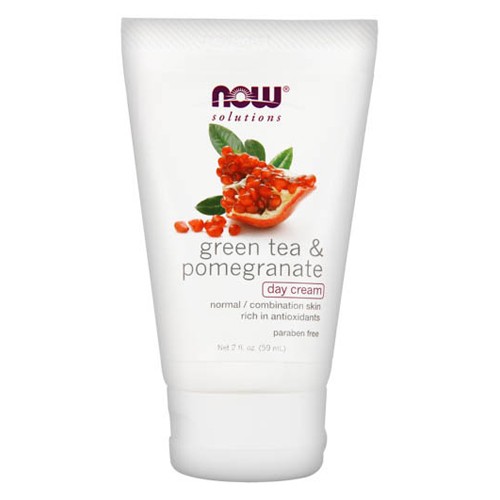 now®
solutions
green tea &
pomegranate
day cream
normal / combination skin
rich in antioxidants
paraben free
Net 2 fl. oz. (59 mL)